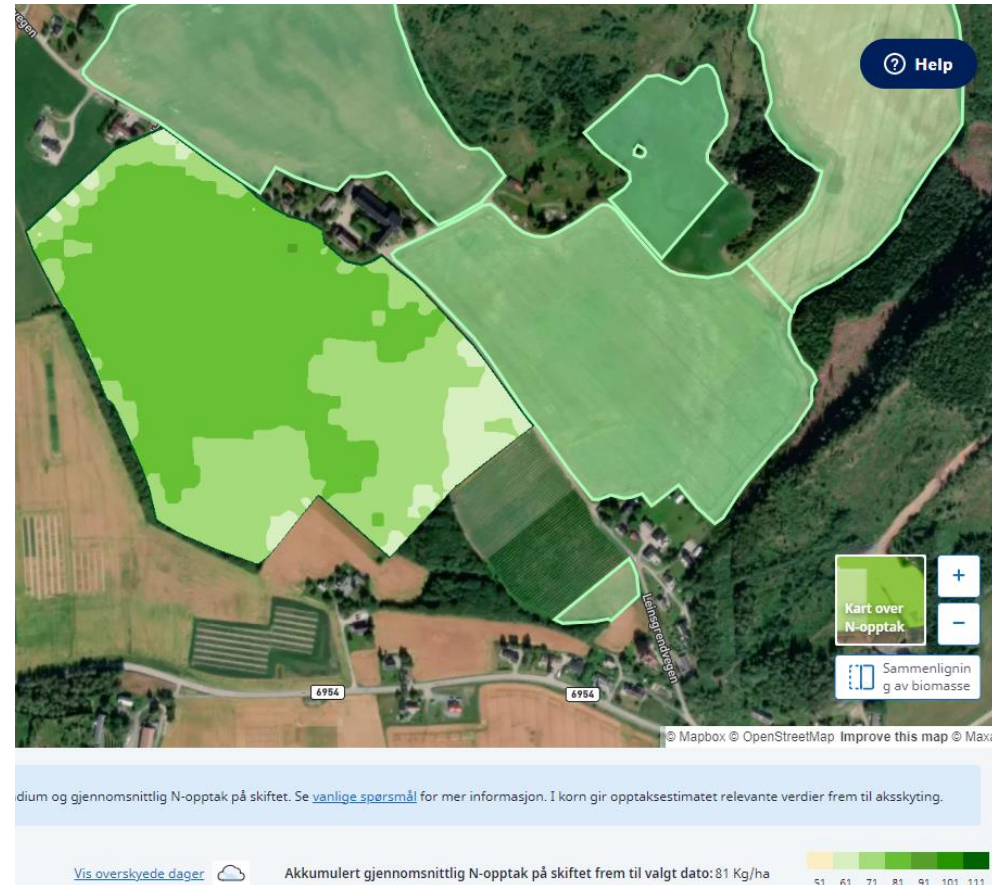 Help
Leinsgrendvegen
6954
6954
Kart over
N-opptak
+
−
Sammenlignin
g av biomasse
© Mapbox © OpenStreetMap Improve this map © Maxa
dium og gjennomsnittlig N-opptak på skiftet. Se vanlige spørsmål for mer informasjon. I korn gir opptaksestimatet relevante verdier frem til aksskyting.
Vis overskyede dager
Akkumulert gjennomsnittlig N-opptak på skiftet frem til valgt dato: 81 Kg/ha
51 61 71 81 91 101 111